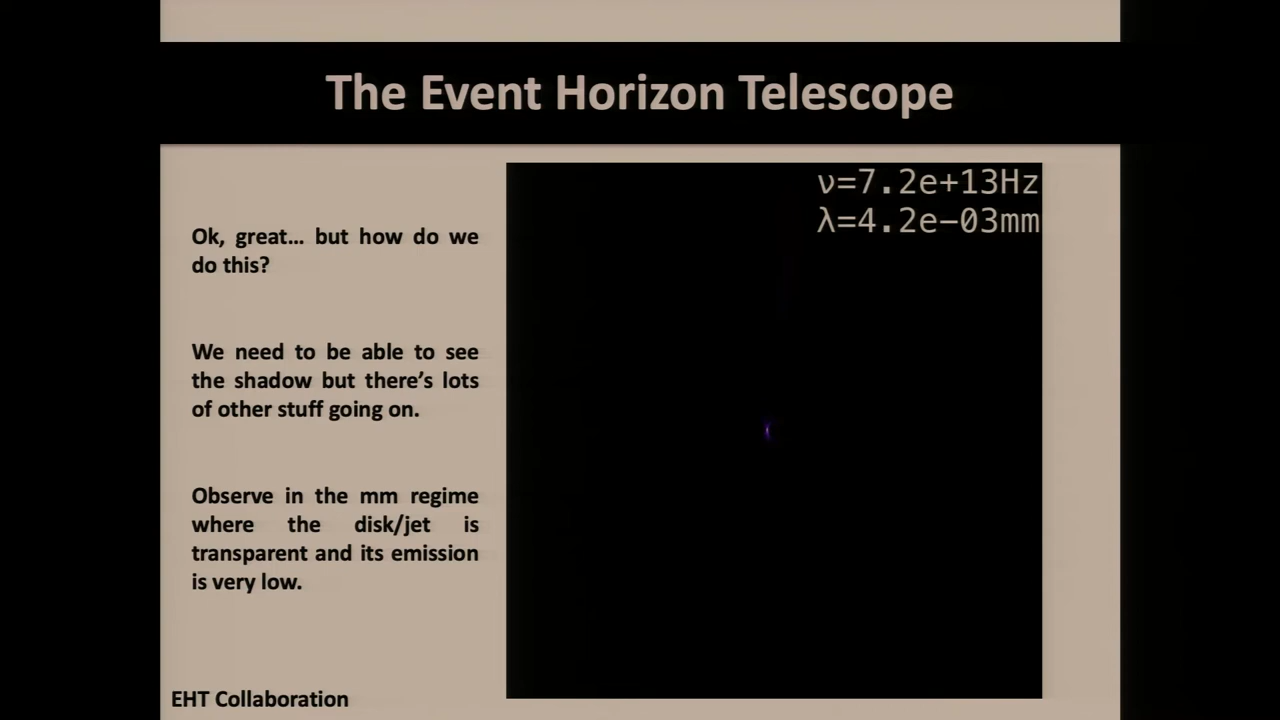 The Event Horizon Telescope
ν=7.2e+13Hz
λ=4.2e−03mm
Ok, great... but how do we
do this?
We need to be able to see
the shadow but there's lots
of other stuff going on.
Observe in the mm regime
where the disk/jet is
transparent and its emission
is very low.
EHT Collaboration